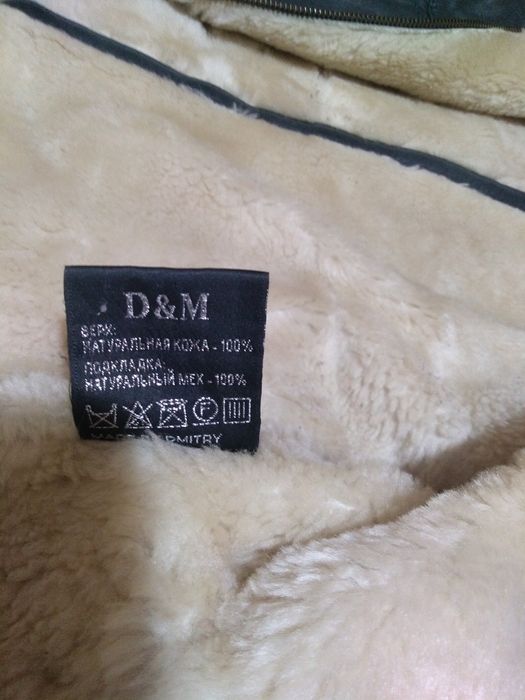 D&M
ВЕРХ:
НАТУРАЛЬНАЯ КОЖА - 100%
ПОДКЛАДКА:
НАТУРАЛЬНЫЙ МЕХ - 100%
F